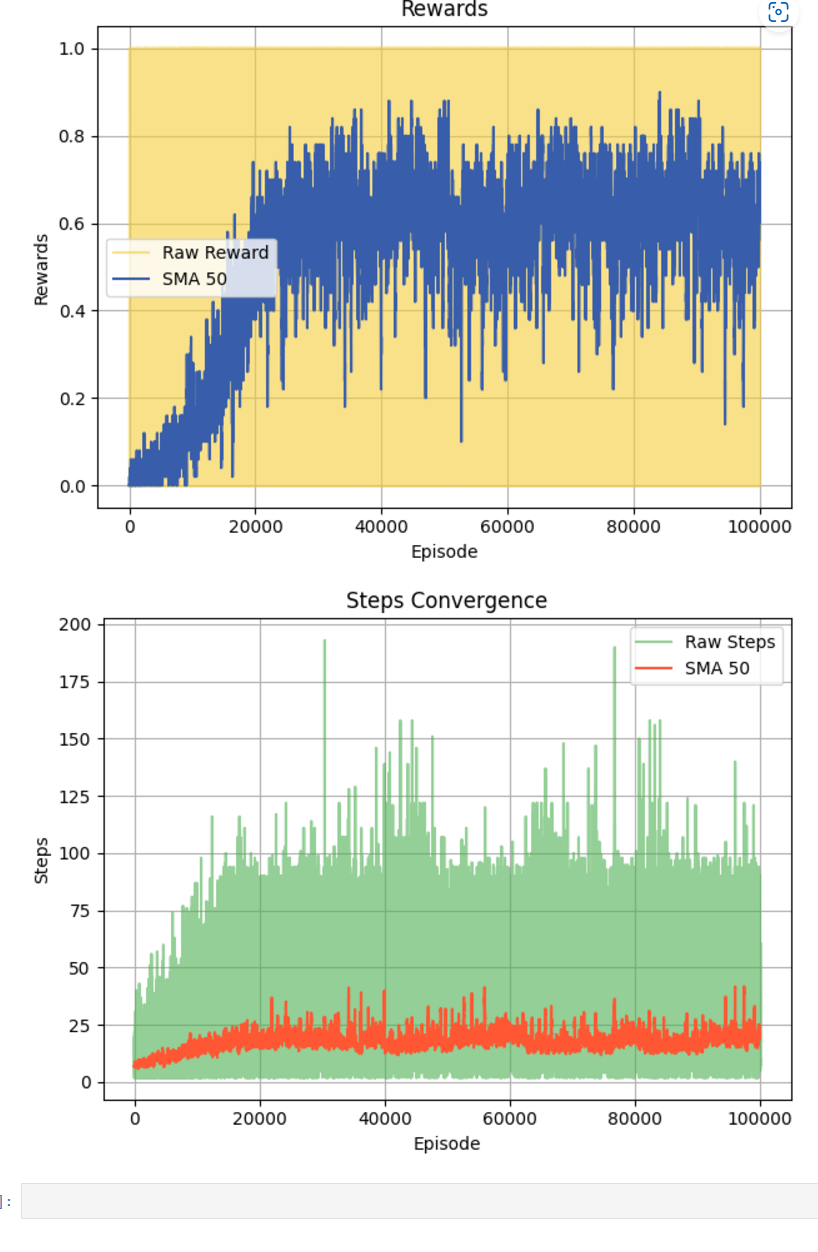 Rewards
1.0
0.8
0.6
0.4
0.2
0.0
Rewards
Raw Reward
SMA 50
0 20000 40000 60000 80000 100000
Episode
Steps Convergence
200
175
150
125
100
75
50
25
0
Steps
Raw Steps
SMA 50
0 20000 40000 60000 80000 100000
Episode
]: